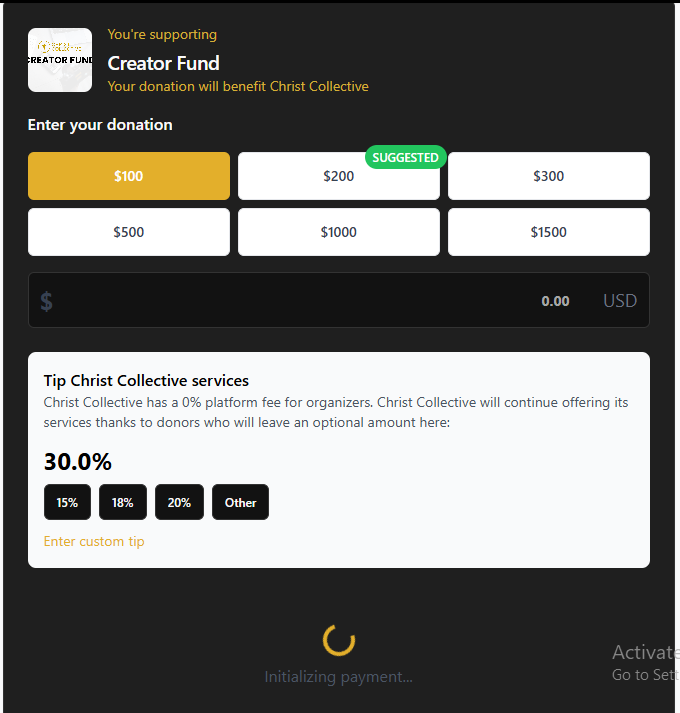 You're supporting
CREATOR FUND
Creator Fund
Your donation will benefit Christ Collective
Enter your donation
SUGGESTED
$100
$200
$300
$500
$1000
$1500
$ 0.00 USD
Tip Christ Collective services
Christ Collective has a 0% platform fee for organizers. Christ Collective will continue offering its
services thanks to donors who will leave an optional amount here:
30.0%
15% 18% 20% Other
Enter custom tip
Initializing payment...
Activate
Go to Sett